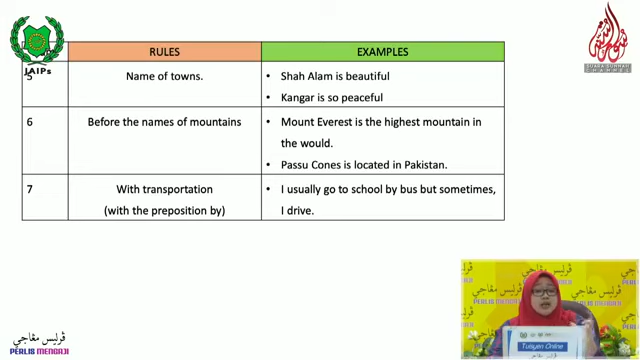 RULES
EXAMPLES
5
Name of towns.
• Shah Alam is beautiful
• Kangar is so peaceful
6
Before the names of mountains
• Mount Everest is the highest mountain in
the would.
• Passu Cones is located in Pakistan.
7
With transportation
(with the preposition by)
• I usually go to school by bus but sometimes,
I drive.
JAIPs
CHANNEL
Tusyen Online
ڤرليس مڠاجي
PERLIS MENGAJI